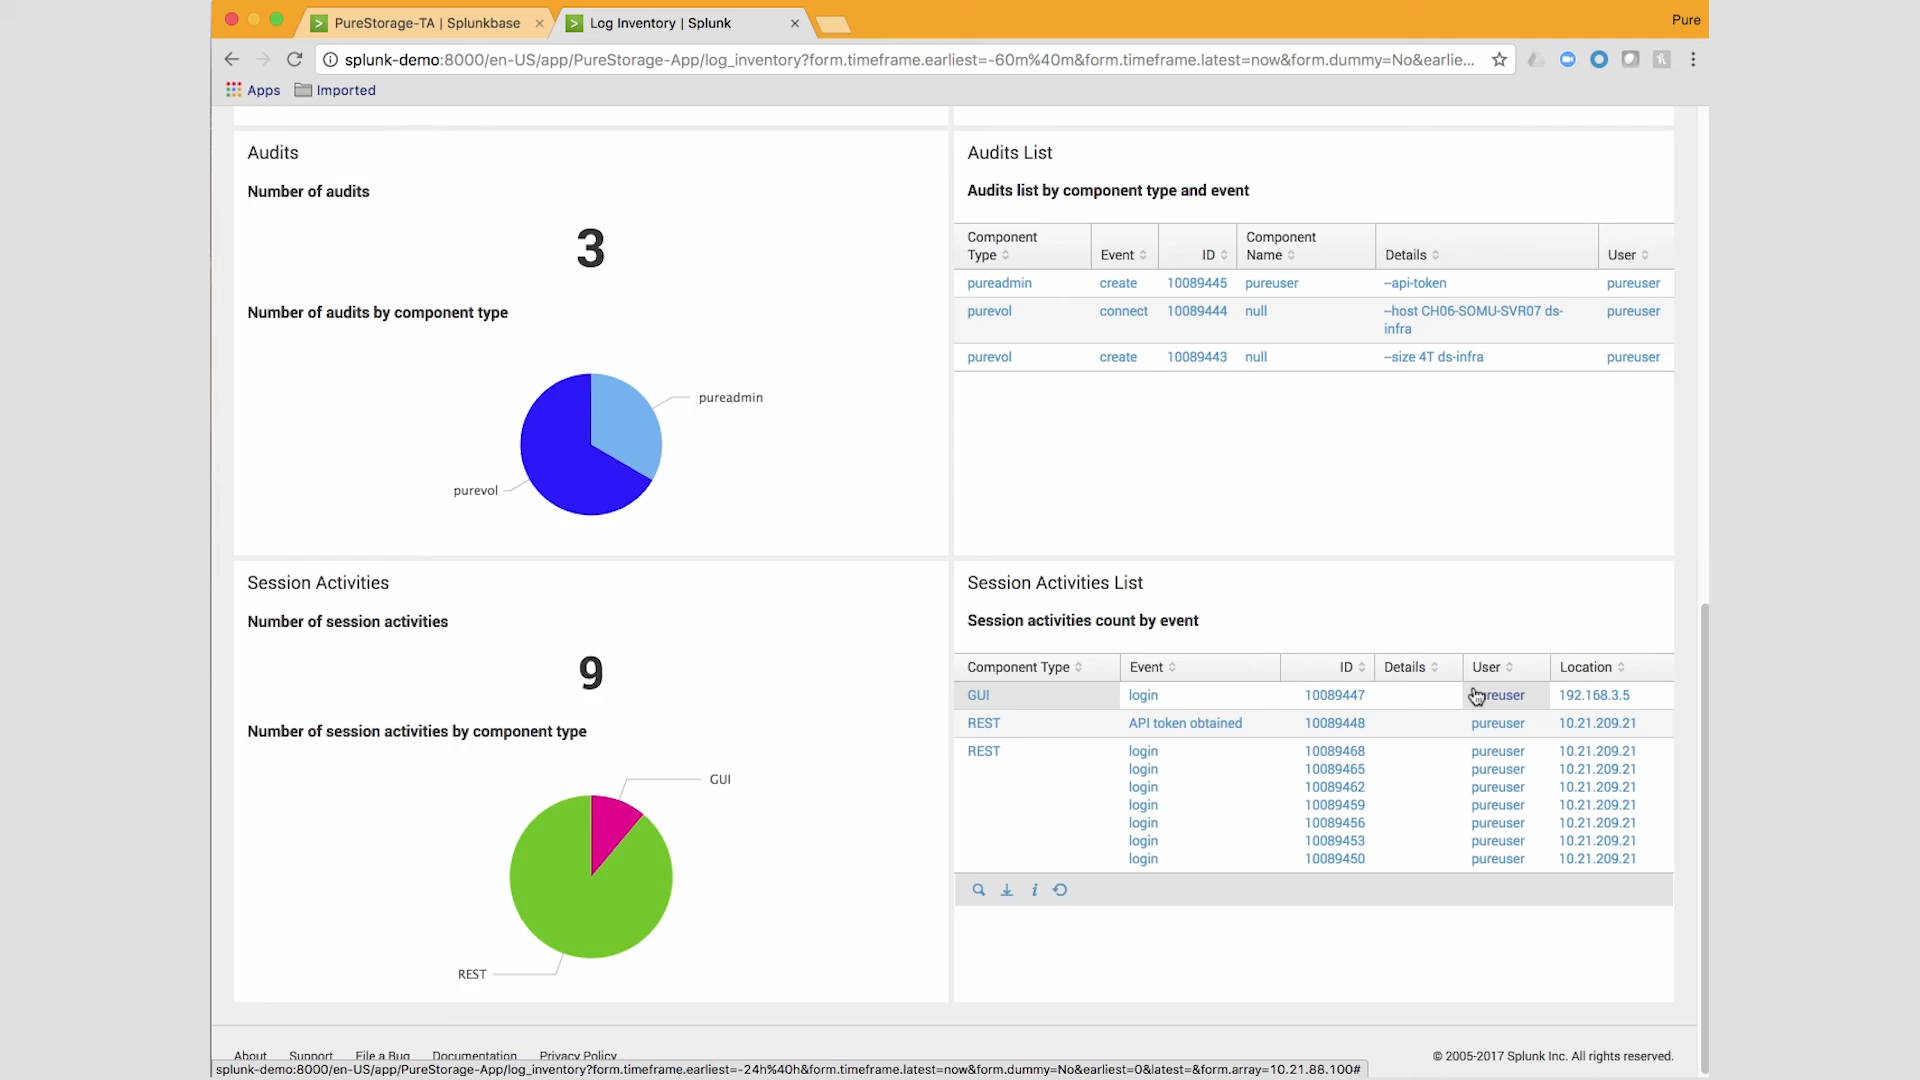 PureStorage-TA | Splunkbase
Log Inventory | Splunk
Pure
splunk-demo:8000/en-US/app/PureStorage-App/log_inventory?form.timeframe.earliest=-60m%40m&form.timeframe.latest=now&form.dummy=No&earlie...
Apps
Imported
Audits
Number of audits
3
Number of audits by component type
pureadmin
purevol
Audits List
Audits list by component type and event
Component Type Event ID Component Name Details User
pureadmin create 10089445 pureuser --api-token pureuser
purevol connect 10089444 null --host CH06-SOMU-SVR07 ds-infra pureuser
purevol create 10089443 null --size 4T ds-infra pureuser
Session Activities
Number of session activities
9
Number of session activities by component type
GUI
REST
Session Activities List
Session activities count by event
Component Type Event ID Details User Location
GUI login 10089447 pureuser 192.168.3.5
REST API token obtained 10089448 pureuser 10.21.209.21
REST login 10089468 pureuser 10.21.209.21
login 10089465 pureuser 10.21.209.21
login 10089462 pureuser 10.21.209.21
login 10089459 pureuser 10.21.209.21
login 10089456 pureuser 10.21.209.21
login 10089453 pureuser 10.21.209.21
login 10089450 pureuser 10.21.209.21
About Support File a Bug Documentation Privacy Policy
© 2005-2017 Splunk Inc. All rights reserved.
splunk-demo:8000/en-US/app/PureStorage-App/log_inventory?form.timeframe.earliest=-24h%40h&form.timeframe.latest=now&form.dummy=No&earliest=0&latest=&form.array=10.21.88.100#